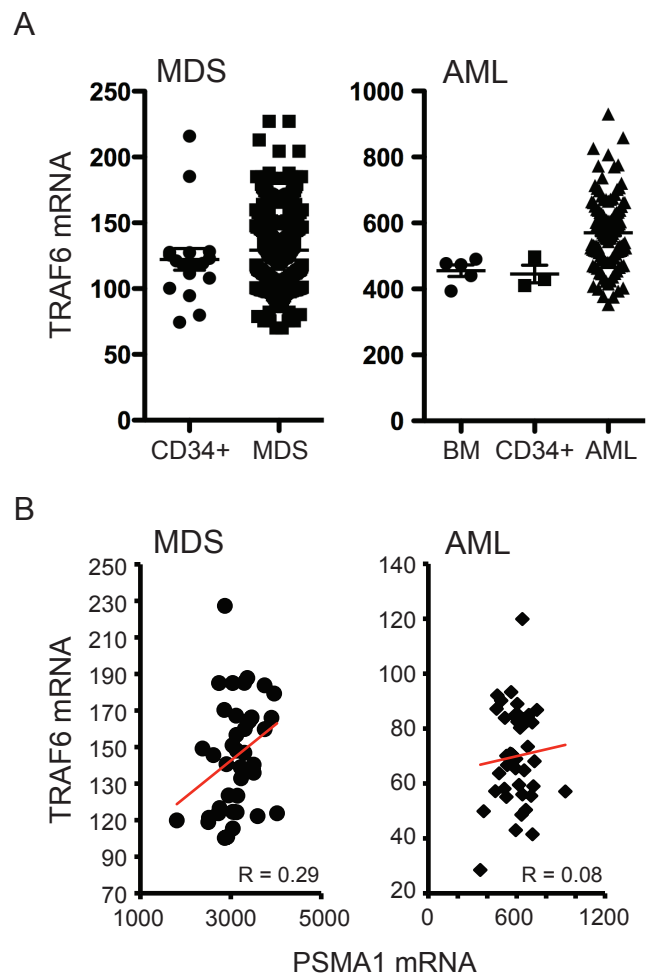 A
MDS
AML
TRAF6 mRNA
250
200
150
100
50
0
CD34+
MDS
1000
800
600
400
200
0
BM
CD34+
AML
B
MDS
AML
TRAF6 mRNA
250
230
210
190
170
150
140
120
90
70
1000
3000
5000
R = 0.29
140
120
100
80
60
40
20
0
600
1200
R = 0.08
PSMA1 mRNA